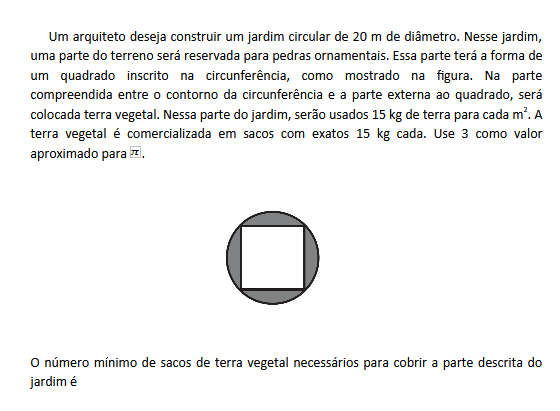 Um arquiteto deseja construir um jardim circular de 20 m de diâmetro. Nesse jardim,
uma parte do terreno será reservada para pedras ornamentais. Essa parte terá a forma de
um quadrado inscrito na circunferência, como mostrado na figura. Na parte
compreendida entre o contorno da circunferência e a parte externa ao quadrado, será
colocada terra vegetal. Nessa parte do jardim, serão usados 15 kg de terra para cada m². A
terra vegetal é comercializada em sacos com exatos 15 kg cada. Use 3 como valor
aproximado para π.
O número mínimo de sacos de terra vegetal necessários para cobrir a parte descrita do
jardim é